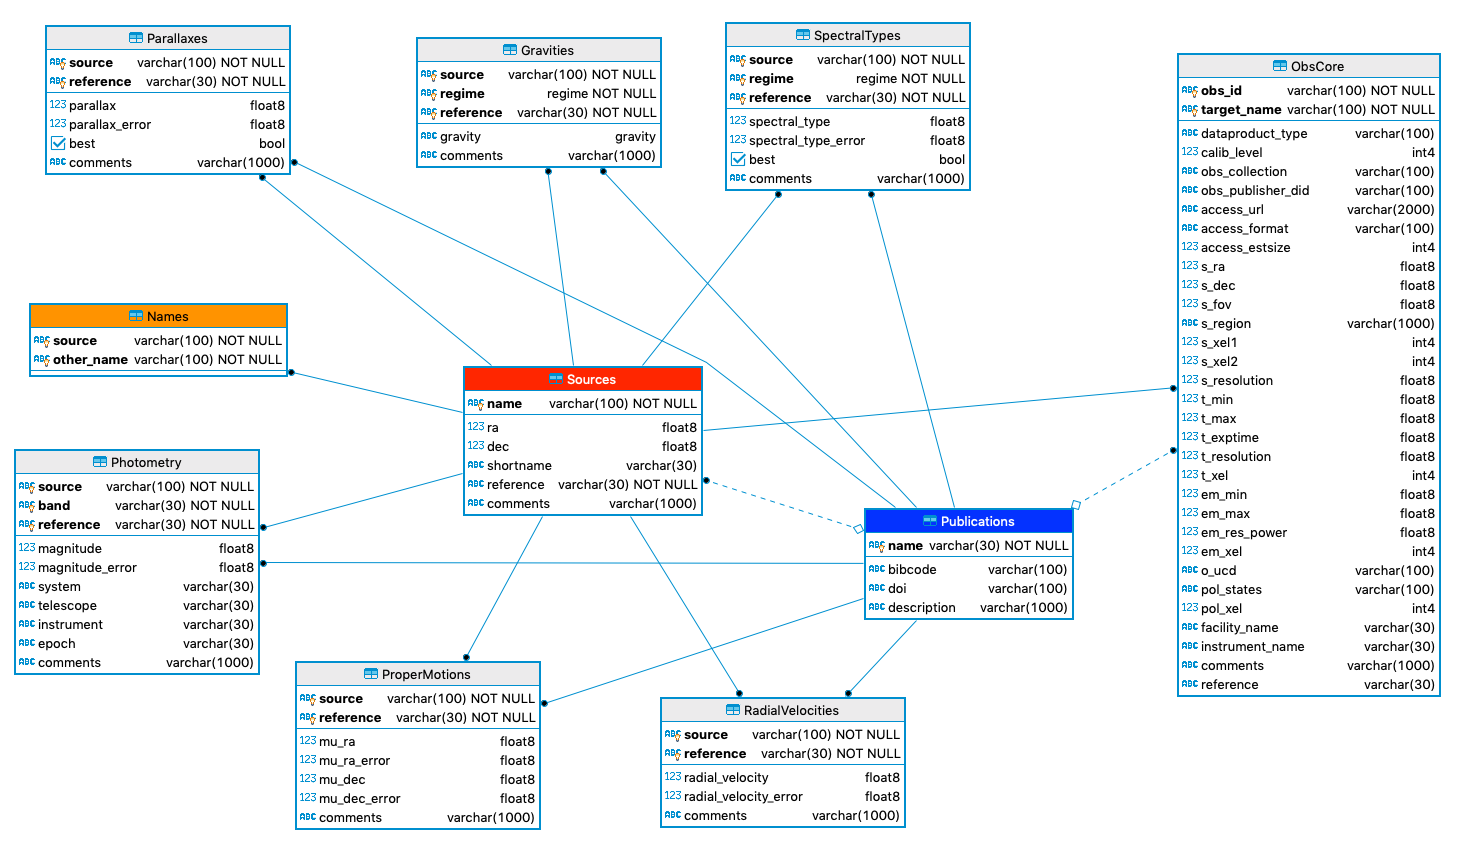 Parallaxes
ABC source varchar(100) NOT NULL
ABC reference varchar(30) NOT NULL
123 parallax float8
123 parallax_error float8
best bool
ABC comments varchar(1000)
Gravities
ABC source varchar(100) NOT NULL
ABC regime regime NOT NULL
ABC reference varchar(30) NOT NULL
ABC gravity gravity
ABC comments varchar(1000)
SpectralTypes
ABC source varchar(100) NOT NULL
ABC regime regime NOT NULL
ABC reference varchar(30) NOT NULL
123 spectral_type float8
123 spectral_type_error float8
best bool
ABC comments varchar(1000)
ObsCore
ABC obs_id varchar(100) NOT NULL
ABC target_name varchar(100) NOT NULL
ABC dataproduct_type varchar(100)
123 calib_level int4
ABC obs_collection varchar(100)
ABC obs_publisher_did varchar(100)
ABC access_url varchar(2000)
ABC access_format varchar(100)
123 access_estsize int4
123 s_ra float8
123 s_dec float8
123 s_fov float8
ABC s_region varchar(1000)
123 s_xel1 int4
123 s_xel2 int4
123 s_resolution float8
123 t_min float8
123 t_max float8
123 t_exptime float8
123 t_resolution float8
123 t_xel int4
123 em_min float8
123 em_max float8
123 em_res_power float8
123 em_xel int4
ABC o_ucd varchar(100)
ABC pol_states varchar(100)
123 pol_xel int4
ABC facility_name varchar(30)
ABC instrument_name varchar(30)
ABC comments varchar(1000)
ABC reference varchar(30)
Names
ABC source varchar(100) NOT NULL
ABC other_name varchar(100) NOT NULL
Sources
ABC name varchar(100) NOT NULL
123 ra float8
123 dec float8
ABC shortname varchar(30)
ABC reference varchar(30) NOT NULL
ABC comments varchar(1000)
Photometry
ABC source varchar(100) NOT NULL
ABC band varchar(30) NOT NULL
ABC reference varchar(30) NOT NULL
123 magnitude float8
123 magnitude_error float8
ABC system varchar(30)
ABC telescope varchar(30)
ABC instrument varchar(30)
ABC epoch varchar(30)
ABC comments varchar(1000)
Publications
ABC name varchar(30) NOT NULL
ABC bibcode varchar(100)
ABC doi varchar(100)
ABC description varchar(1000)
ProperMotions
ABC source varchar(100) NOT NULL
ABC reference varchar(30) NOT NULL
123 mu_ra float8
123 mu_ra_error float8
123 mu_dec float8
123 mu_dec_error float8
ABC comments varchar(1000)
RadialVelocities
ABC source varchar(100) NOT NULL
ABC reference varchar(30) NOT NULL
123 radial_velocity float8
123 radial_velocity_error float8
ABC comments varchar(1000)